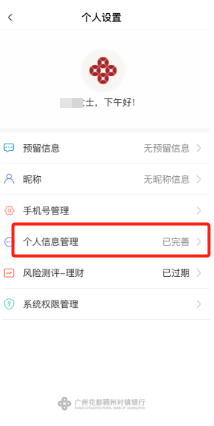 个人设置
士，下午好！
预留信息 无预留信息
昵称 无昵称信息
手机号管理
个人信息管理 已完善
风险测评-理财 已过期
系统权限管理
广州花都稠州村镇银行